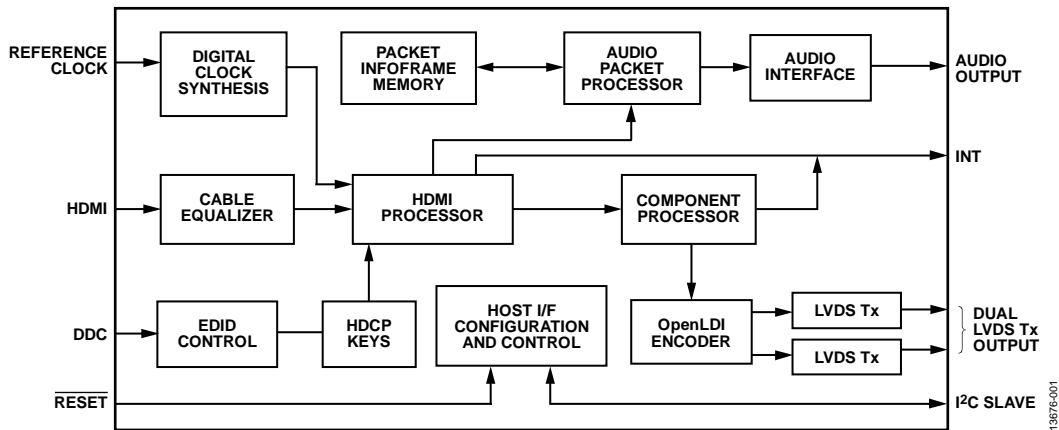 REFERENCE
CLOCK
DIGITAL
CLOCK
SYNTHESIS
PACKET
INFOFRAME
MEMORY
AUDIO
PACKET
PROCESSOR
AUDIO
INTERFACE
AUDIO
OUTPUT
INT
HDMI
CABLE
EQUALIZER
HDMI
PROCESSOR
COMPONENT
PROCESSOR
DDC
EDID
CONTROL
HDCP
KEYS
HOST I/F
CONFIGURATION
AND CONTROL
OpenLDI
ENCODER
LVDS Tx
LVDS Tx
DUAL
LVDS Tx
OUTPUT
RESET
I²C SLAVE
13676-001